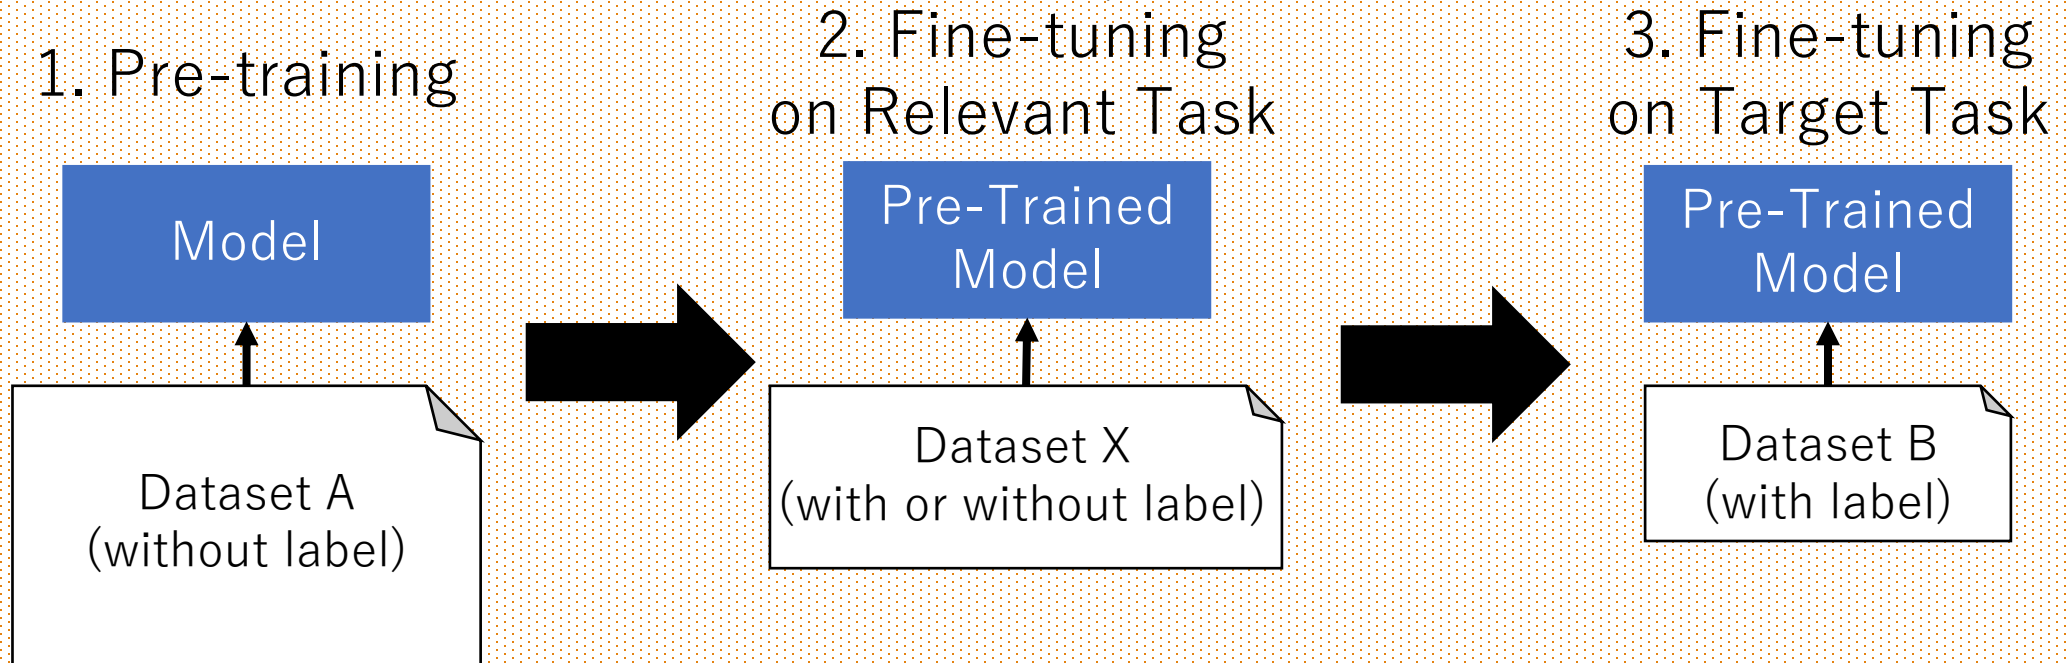 1. Pre-training
Model
Dataset A
(without label)
2. Fine-tuning
on Relevant Task
Pre-Trained
Model
Dataset X
(with or without label)
3. Fine-tuning
on Target Task
Pre-Trained
Model
Dataset B
(with label)